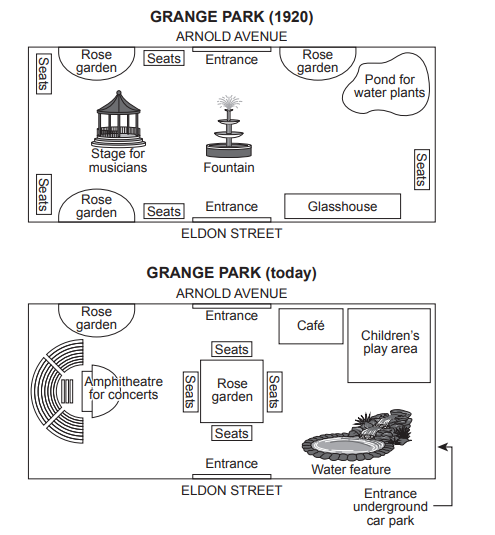 GRANGE PARK (1920)
ARNOLD AVENUE
Seats
Rose
garden
Seats
Entrance
Rose
garden
Pond for
water plants
Stage for
musicians
Fountain
Seats
Seats
Rose
garden
Seats
Entrance
Glasshouse
ELDON STREET
GRANGE PARK (today)
ARNOLD AVENUE
Rose
garden
Entrance
Café
Children's
play area
Seats
Amphitheatre
for concerts
Seats
Rose
garden
Seats
Seats
Entrance
Water feature
ELDON STREET
Entrance
underground
car park